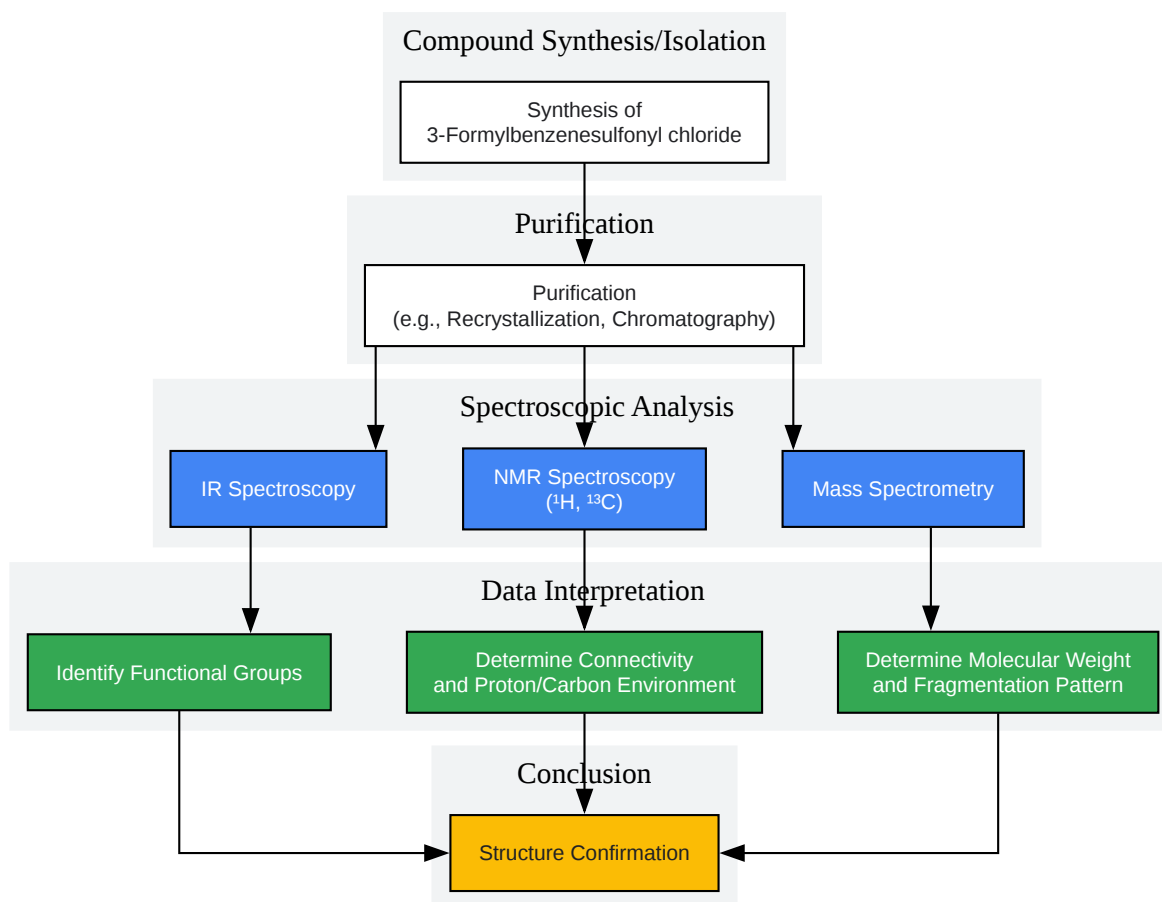 Compound Synthesis/Isolation
Synthesis of
3-Formylbenzenesulfonyl chloride
Purification
Purification
(e.g., Recrystallization, Chromatography)
Spectroscopic Analysis
IR Spectroscopy
NMR Spectroscopy
(¹H, ¹³C)
Mass Spectrometry
Data Interpretation
Identify Functional Groups
Determine Connectivity
and Proton/Carbon Environment
Determine Molecular Weight
and Fragmentation Pattern
Conclusion
Structure Confirmation